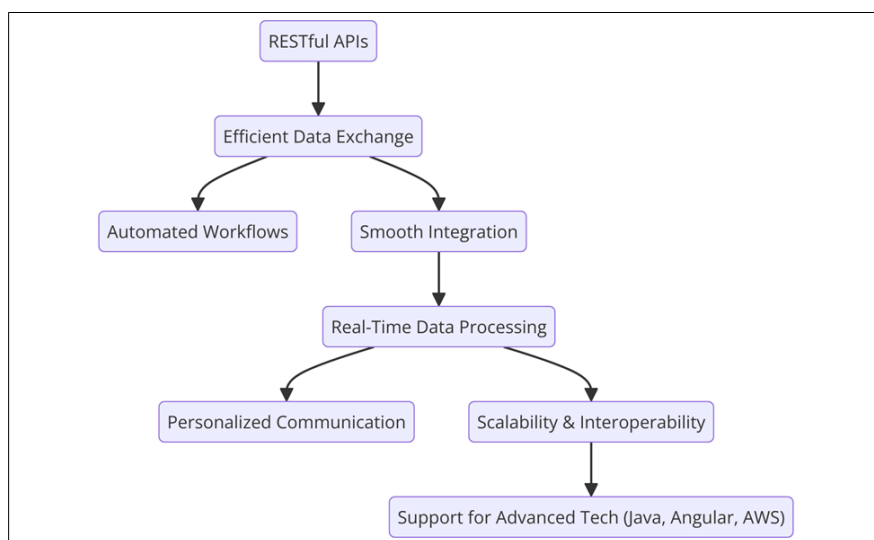 RESTful APIs
Efficient Data Exchange
Automated Workflows
Smooth Integration
Real-Time Data Processing
Personalized Communication
Scalability & Interoperability
Support for Advanced Tech (Java, Angular, AWS)